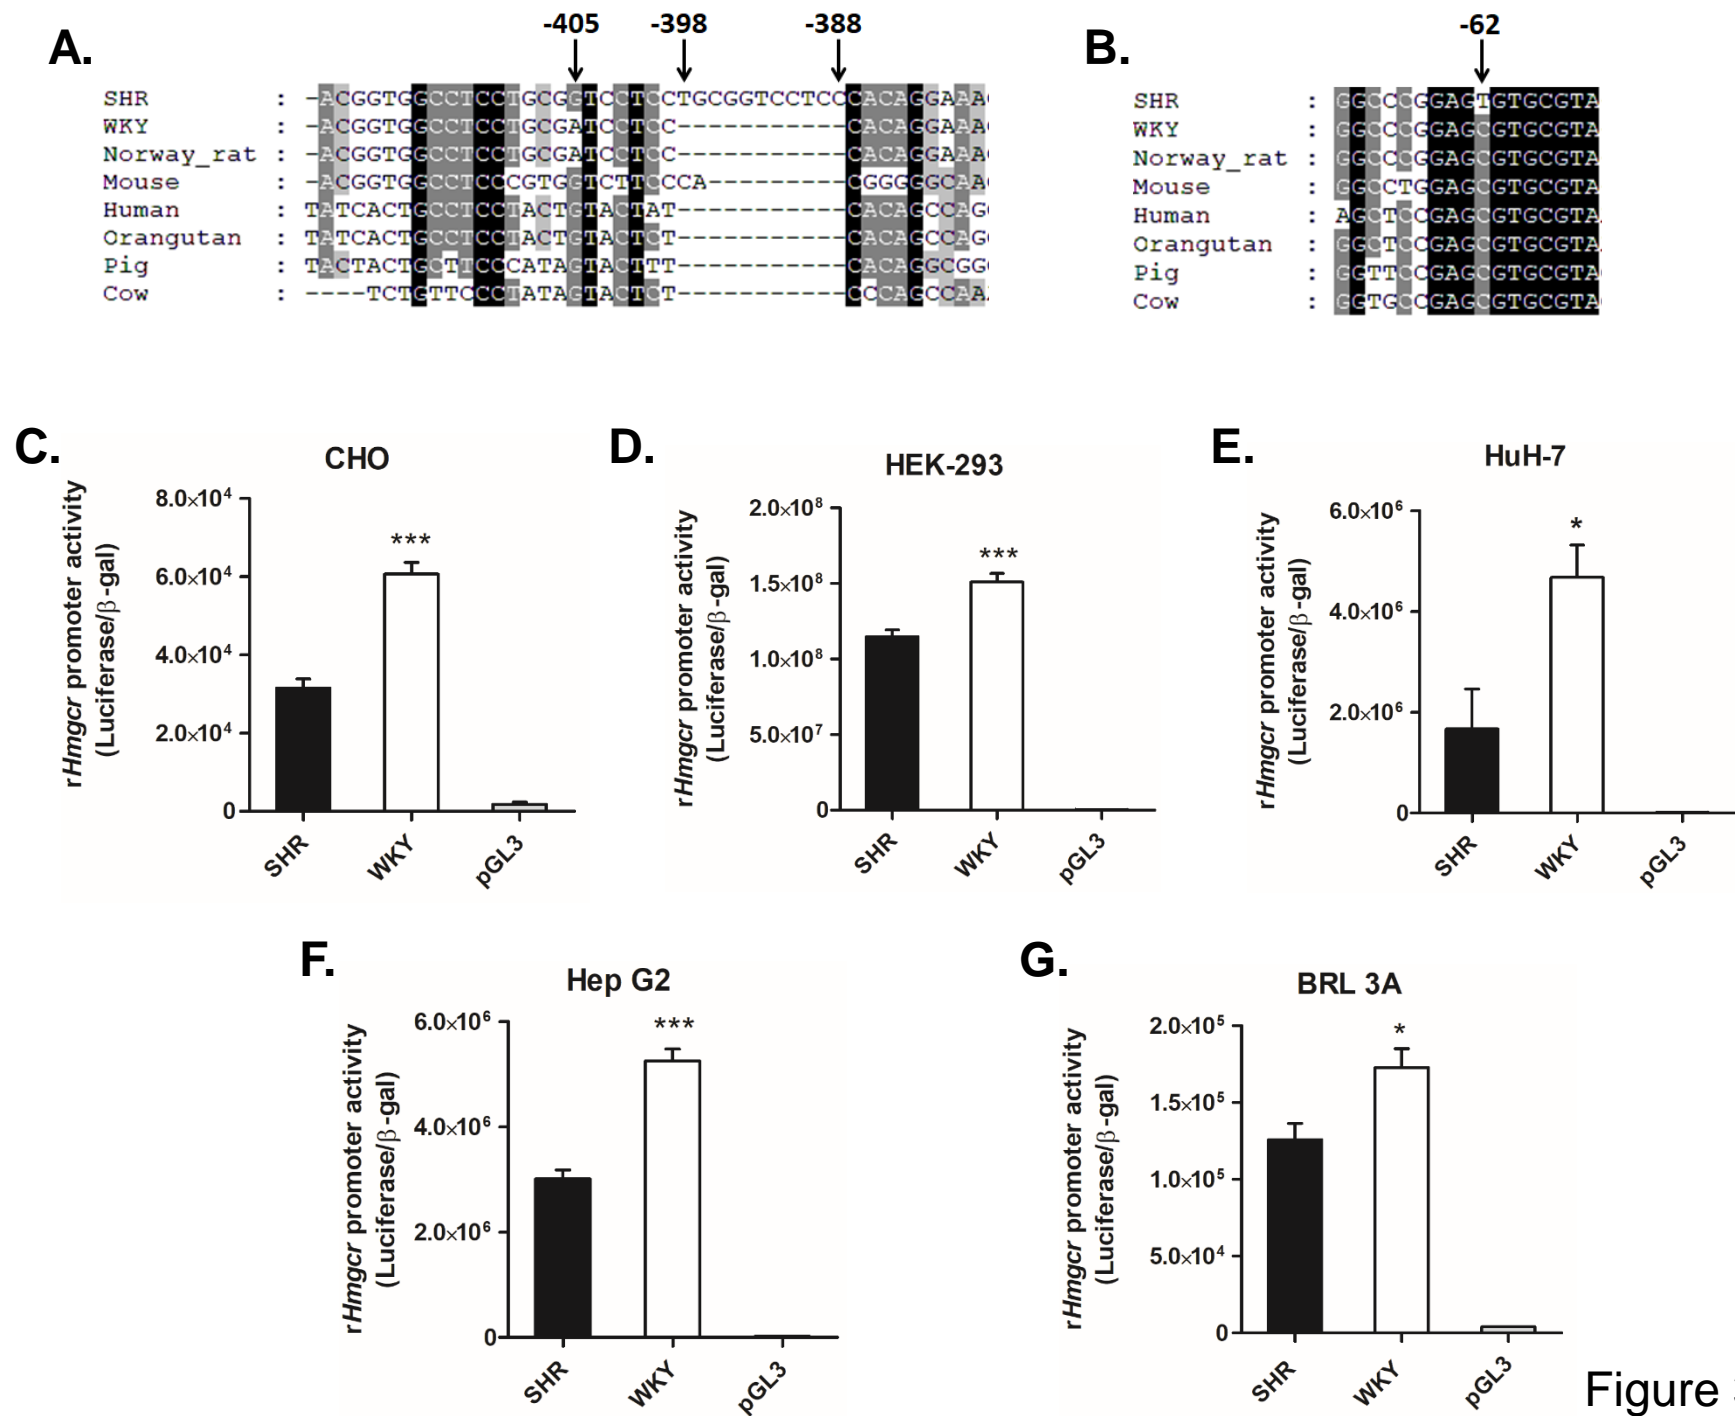 A.
-405 -398 -388
SHR : -ACGGTGGCCTCCTGCGGTCCTCCTGCGGTCCTCCCACAGGAAA
WKY : -ACGGTGGCCTCCTGCGATCCTCC-----------CACAGGAAA
Norway_rat : -ACGGTGGCCTCCTGCGATCCTCC-----------CACAGGAAA
Mouse : -ACGGTGGCCTCCCGTGGTCTTCCCA---------CGGGGGCAA
Human : TATCACTGCCTCCTACTGTACTAT-----------CACAGCCAG
Orangutan : TATCACTGCCTCCTACTGTACTCT-----------CACAGCCAG
Pig : TACTACTGCTTCCCATAGTACTTT-----------CACAGGCGG
Cow : ----TCTGTTCCCTATAGTACTCT-----------CCCAGCCAA
B.
-62
SHR : GGCCCGGAGTGTGCGTA
WKY : GGCCCGGAGCGTGCGTA
Norway_rat : GGCCCGGAGCGTGCGTA
Mouse : GGCCTGGAGCGTGCGTA
Human : AGCTCCGAGCGTGCGTA
Orangutan : GGCTCCGAGCGTGCGTA
Pig : GGTTCCGAGCGTGCGTA
Cow : GGTGCCGAGCGTGCGTA
C.
CHO
rHmgcr promoter activity
(Luciferase/β-gal)
8.0×10⁴
6.0×10⁴
4.0×10⁴
2.0×10⁴
0
***
SHR WKY pGL3
D.
HEK-293
rHmgcr promoter activity
(Luciferase/β-gal)
2.0×10⁸
1.5×10⁸
1.0×10⁸
5.0×10⁷
0
***
SHR WKY pGL3
E.
HuH-7
rHmgcr promoter activity
(Luciferase/β-gal)
6.0×10⁶
4.0×10⁶
2.0×10⁶
0
*
SHR WKY pGL3
F.
Hep G2
rHmgcr promoter activity
(Luciferase/β-gal)
6.0×10⁶
4.0×10⁶
2.0×10⁶
0
***
SHR WKY pGL3
G.
BRL 3A
rHmgcr promoter activity
(Luciferase/β-gal)
2.0×10⁵
1.5×10⁵
1.0×10⁵
5.0×10⁴
0
*
SHR WKY pGL3
Figure